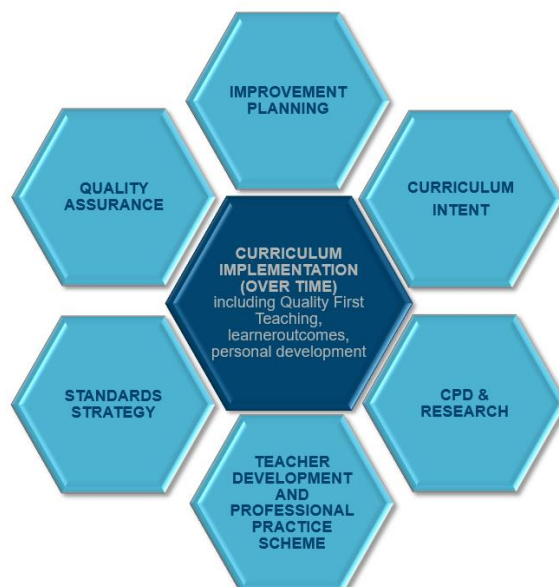 IMPROVEMENT
PLANNING
QUALITY
ASSURANCE
CURRICULUM
INTENT
CURRICULUM
IMPLEMENTATION
(OVER TIME)
including Quality First
Teaching,
learneroutcomes,
personal development
STANDARDS
STRATEGY
CPD &
RESEARCH
TEACHER
DEVELOPMENT
AND
PROFESSIONAL
PRACTICE
SCHEME